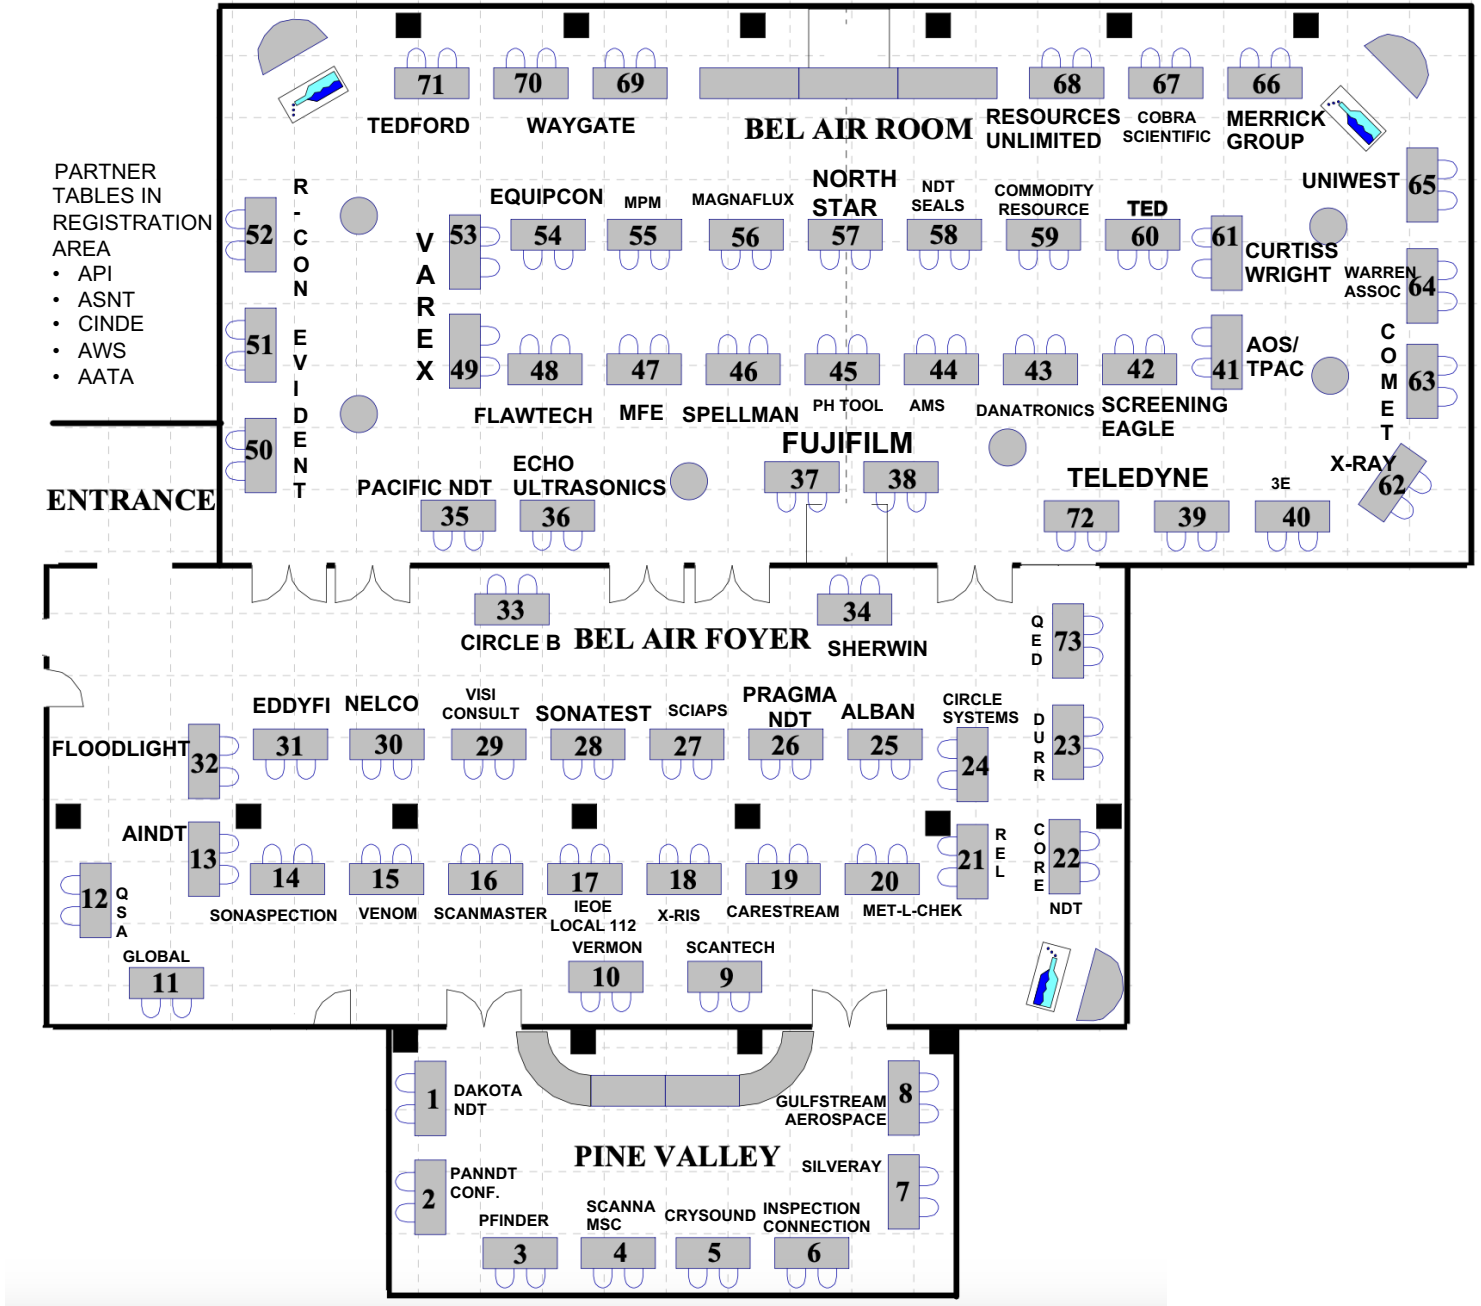 71
70
69
68
67
66
TEDFORD
WAYGATE
BEL AIR ROOM
RESOURCES
UNLIMITED
COBRA
SCIENTIFIC
MERRICK
GROUP
PARTNER
TABLES IN
REGISTRATION
AREA
• API
• ASNT
• CINDE
• AWS
• AATA
52
R
-
C
O
N
51
E
V
I
D
E
N
T
50
V
A
R
E
X
53
49
EQUIPCON
54
MPM
55
MAGNAFLUX
56
NORTH
STAR
57
NDT
SEALS
58
COMMODITY
RESOURCE
59
TED
60
61
CURTISS
WRIGHT
UNIWEST
65
WARREN
ASSOC
64
C
O
M
E
T
63
X-RAY
62
48
47
46
45
44
43
42
41
AOS/
TPAC
FLAWTECH
MFE
SPELLMAN
PH TOOL
AMS
DANATRONICS
SCREENING
EAGLE
FUJIFILM
37
38
PACIFIC NDT
35
ECHO
ULTRASONICS
36
TELEDYNE
3E
72
39
40
ENTRANCE
33
CIRCLE B
BEL AIR FOYER
34
SHERWIN
Q
E
D
73
FLOODLIGHT
32
EDDYFI
31
NELCO
30
VISI
CONSULT
29
SONATEST
28
SCIAPS
27
PRAGMA
NDT
26
ALBAN
25
CIRCLE
SYSTEMS
24
D
U
R
R
23
AINDT
13
12
Q
S
A
14
15
16
17
18
19
20
21
R
E
L
C
O
R
E
22
NDT
SONASPECTION
VENOM
SCANMASTER
IEOE
LOCAL 112
X-RIS
CARESTREAM
MET-L-CHEK
GLOBAL
11
VERMON
10
SCANTECH
9
1
DAKOTA
NDT
GULFSTREAM
AEROSPACE
8
PINE VALLEY
2
PANNDT
CONF.
SILVERAY
7
PFINDER
3
SCANNA
MSC
4
CRYSOUND
5
INSPECTION
CONNECTION
6